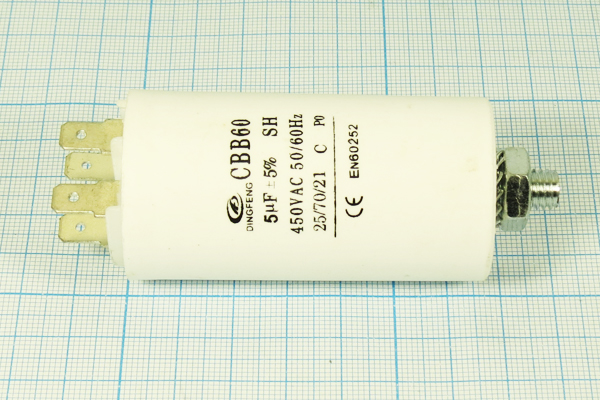 DINGFENG CBB60
5µF ±5% SH
450VAC 50/60Hz
25/70/21 C P0
CE EN60252